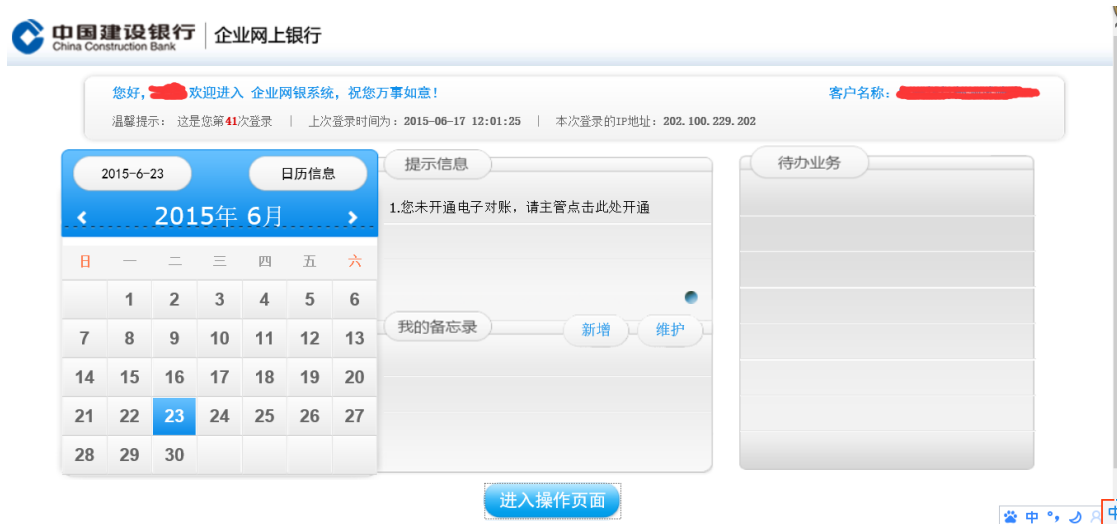 中国建设银行 企业网上银行
China Construction Bank
您好, 欢迎进入 企业网银系统，祝您万事如意！ 客户名称：
温馨提示： 这是您第41次登录 | 上次登录时间为：2015-06-17 12:01:25 | 本次登录的IP地址：202.100.229.202
2015-6-23 日历信息
2015年 6月
日 一 二 三 四 五 六
1 2 3 4 5 6
7 8 9 10 11 12 13
14 15 16 17 18 19 20
21 22 23 24 25 26 27
28 29 30
提示信息
1.您未开通电子对账，请主管点击此处开通
我的备忘录 新增 维护
待办业务
进入操作页面
中